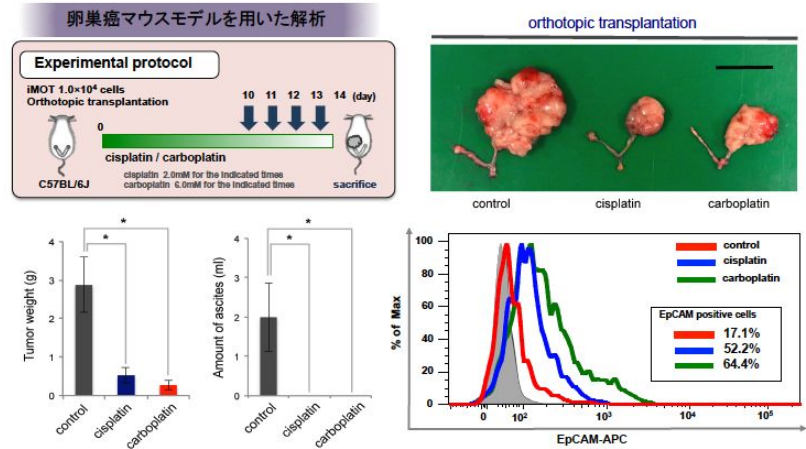 卵巣癌マウスモデルを用いた解析
Experimental protocol
iMOT 1.0×10⁴ cells
Orthotopic transplantation
10 11 12 13 14 (day)
0
cisplatin / carboplatin
cisplatin 2.0mM for the indicated times
carboplatin 6.0mM for the indicated times
C57BL/6J
sacrifice
orthotopic transplantation
control cisplatin carboplatin
Tumor weight (g)
4
3
2
1
0
*
*
control cisplatin carboplatin
Amount of ascites (ml)
4
3
2
1
0
*
*
control cisplatin carboplatin
% of Max
100
80
60
40
20
0
0 10² 10³ 10⁴ 10⁵
EpCAM-APC
control
cisplatin
carboplatin
EpCAM positive cells
17.1%
52.2%
64.4%